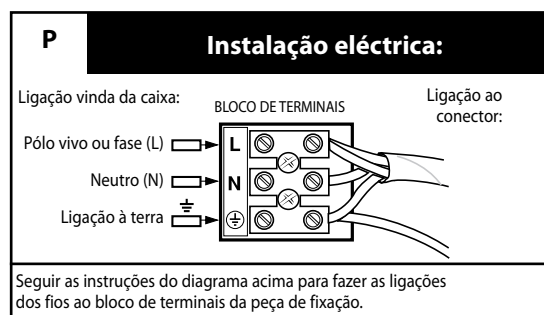 P
Instalação eléctrica:
Ligação vinda da caixa:
BLOCO DE TERMINAIS
Ligação ao
conector:
Pólo vivo ou fase (L)
L
Neutro (N)
N
Ligação à terra
Seguir as instruções do diagrama acima para fazer as ligações
dos fios ao bloco de terminais da peça de fixação.